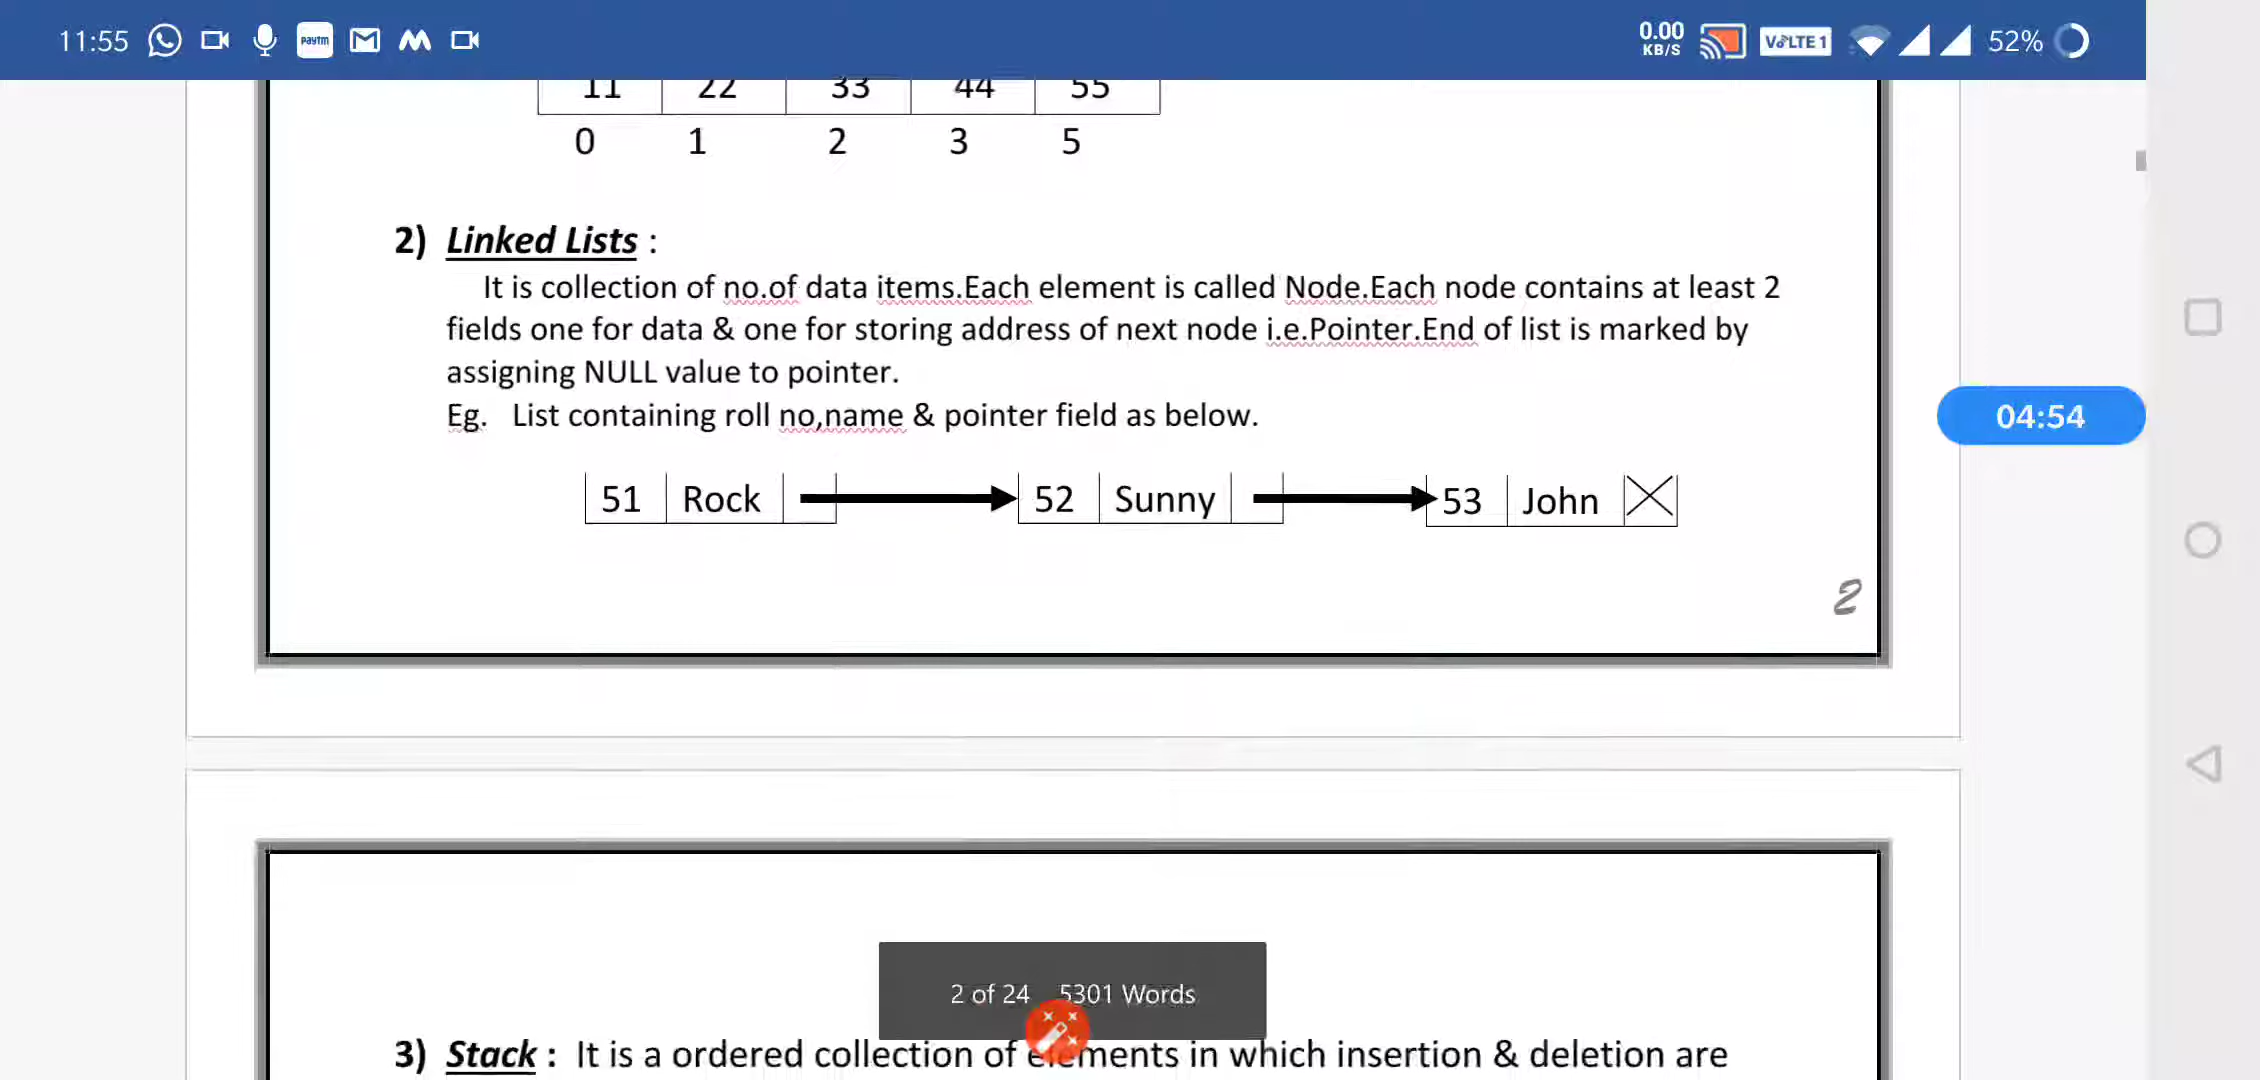 11:55 paytm 0.00 KB/S VoLTE 1 52%
11 22 33 44 55
0 1 2 3 5
2) Linked Lists :
It is collection of no.of data items.Each element is called Node.Each node contains at least 2
fields one for data & one for storing address of next node i.e.Pointer.End of list is marked by
assigning NULL value to pointer.
Eg. List containing roll no,name & pointer field as below.
04:54
51 Rock 52 Sunny 53 John
2
2 of 24 5301 Words
3) Stack : It is a ordered collection of elements in which insertion & deletion are